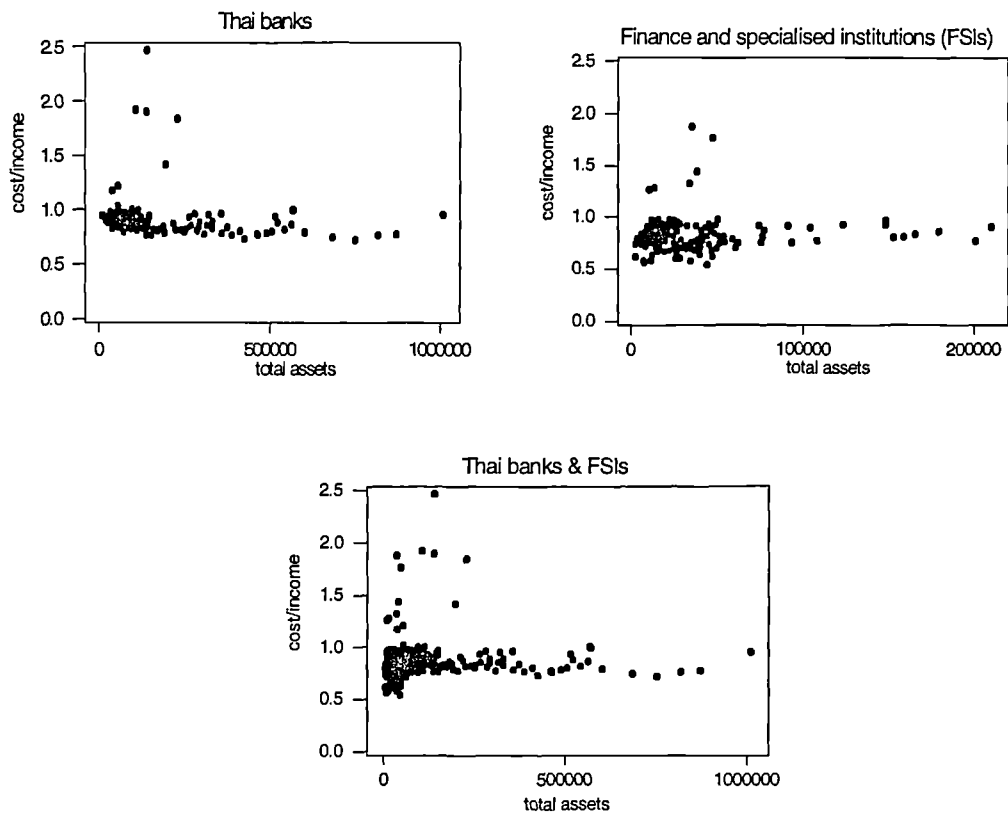 Thai banks
2.5
2.0
1.5
1.0
0.5
0.0
cost/income
0 500000 1000000
total assets
Finance and specialised institutions (FSIs)
2.5
2.0
1.5
1.0
0.5
0.0
cost/income
0 100000 200000
total assets
Thai banks & FSIs
2.5
2.0
1.5
1.0
0.5
0.0
cost/income
0 500000 1000000
total assets